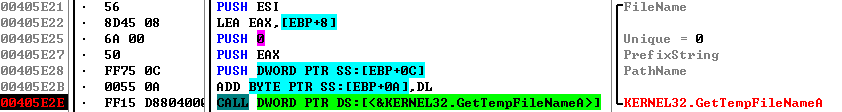 00405E21 · 56 PUSH ESI FileName
00405E22 · 8D45 08 LEA EAX,[EBP+8]
00405E25 · 6A 00 PUSH 0 Unique = 0
00405E27 · 50 PUSH EAX PrefixString
00405E28 · FF75 0C PUSH DWORD PTR SS:[EBP+0C] PathName
00405E2B · 0055 0A ADD BYTE PTR SS:[EBP+0A],DL
00405E2E · FF15 D8804000 CALL DWORD PTR DS:[<&KERNEL32.GetTempFileNameA>] KERNEL32.GetTempFileNameA